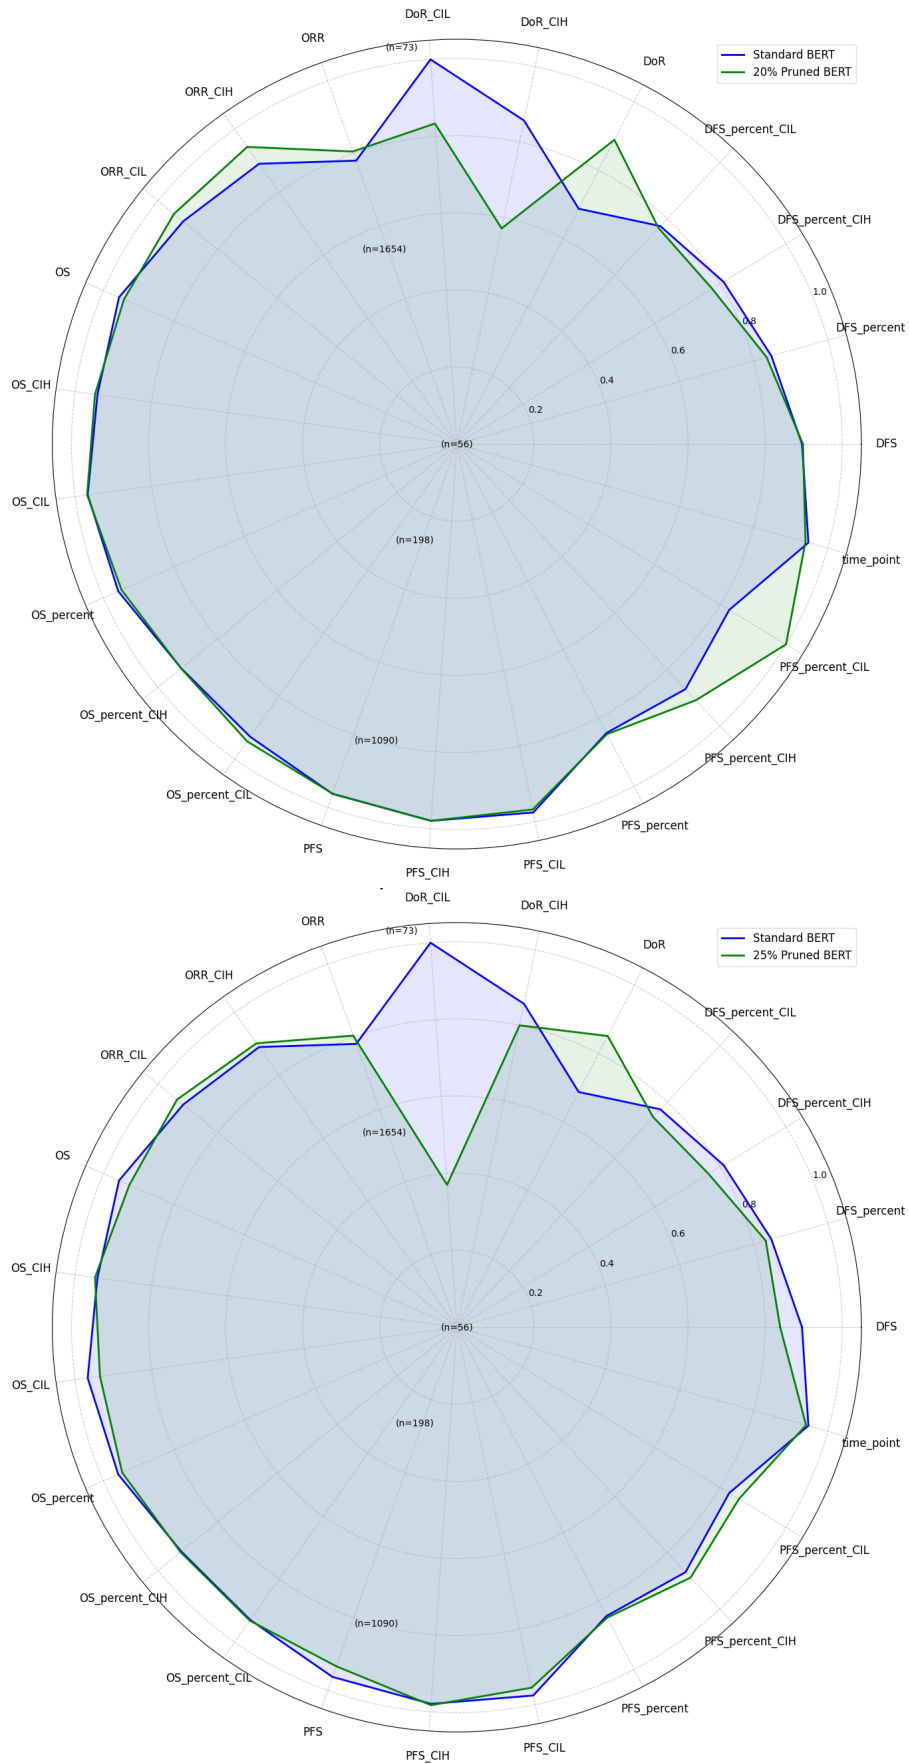 DoR_CIL
DoR_CIH
ORR
(n=73)
DoR
Standard BERT
20% Pruned BERT
ORR_CIH
DFS_percent_CIL
ORR_CIL
DFS_percent_CIH
(n=1654)
OS
1.0
0.8
DFS_percent
0.6
OS_CIH
0.4
0.2
(n=56)
DFS
OS_CIL
(n=198)
time_point
OS_percent
PFS_percent_CIL
OS_percent_CIH
(n=1090)
PFS_percent_CIH
OS_percent_CIL
PFS_percent
PFS
PFS_CIL
PFS_CIH
DoR_CIL
DoR_CIH
ORR
(n=73)
DoR
Standard BERT
25% Pruned BERT
ORR_CIH
DFS_percent_CIL
ORR_CIL
DFS_percent_CIH
(n=1654)
OS
1.0
0.8
DFS_percent
0.6
OS_CIH
0.4
0.2
(n=56)
DFS
OS_CIL
(n=198)
time_point
OS_percent
PFS_percent_CIL
OS_percent_CIH
(n=1090)
PFS_percent_CIH
OS_percent_CIL
PFS_percent
PFS
PFS_CIL
PFS_CIH